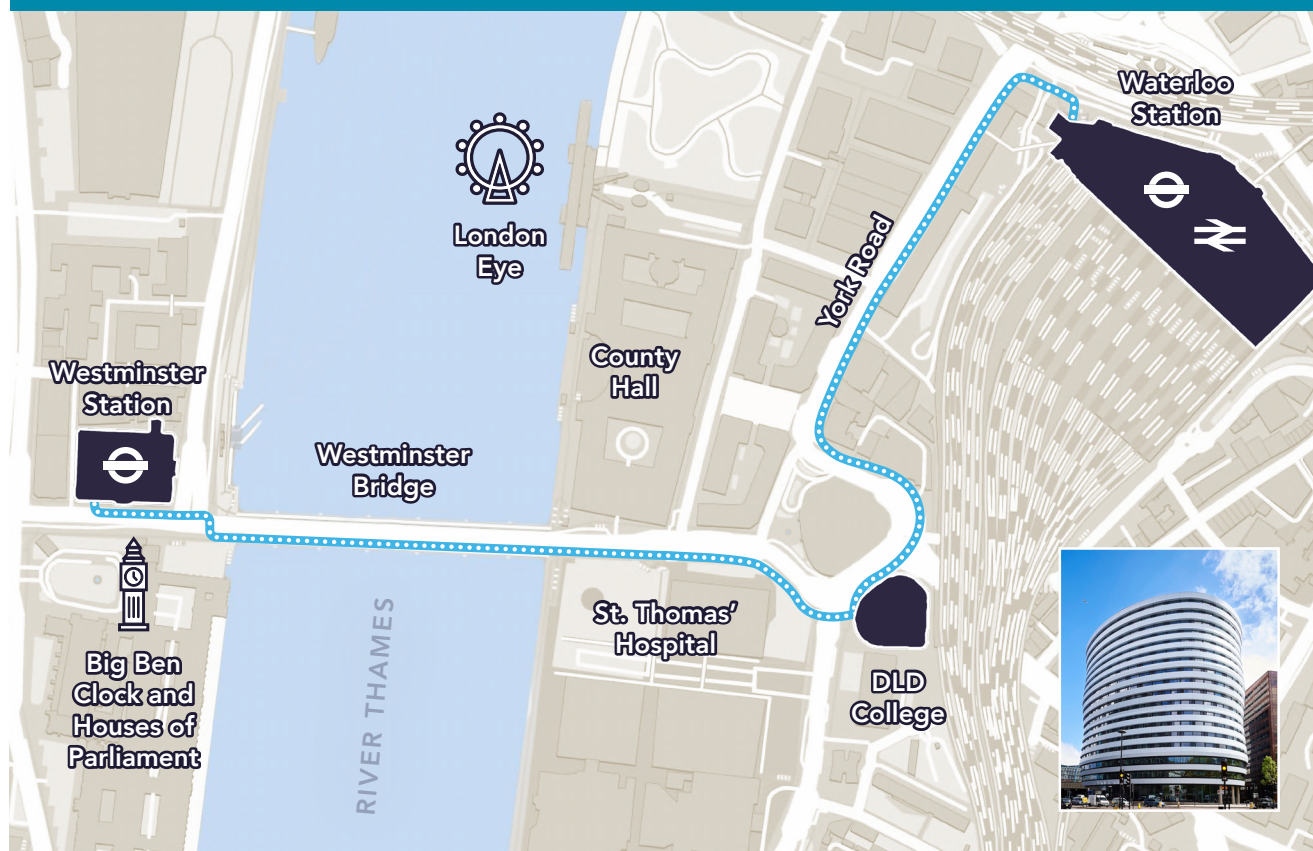 Waterloo
Station
London
Eye
York Road
County
Hall
Westminster
Station
Westminster
Bridge
St. Thomas'
Hospital
RIVER THAMES
Big Ben
Clock and
Houses of
Parliament
DLD
College